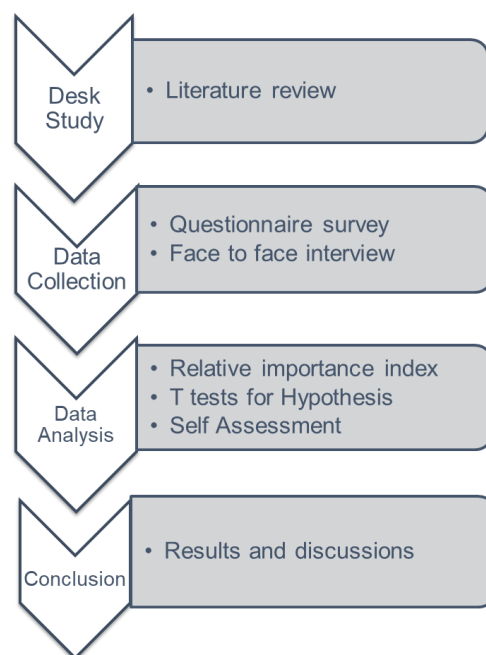 Desk
Study
• Literature review
Data
Collection
• Questionnaire survey
• Face to face interview
Data
Analysis
• Relative importance index
• T tests for Hypothesis
• Self Assessment
Conclusion
• Results and discussions